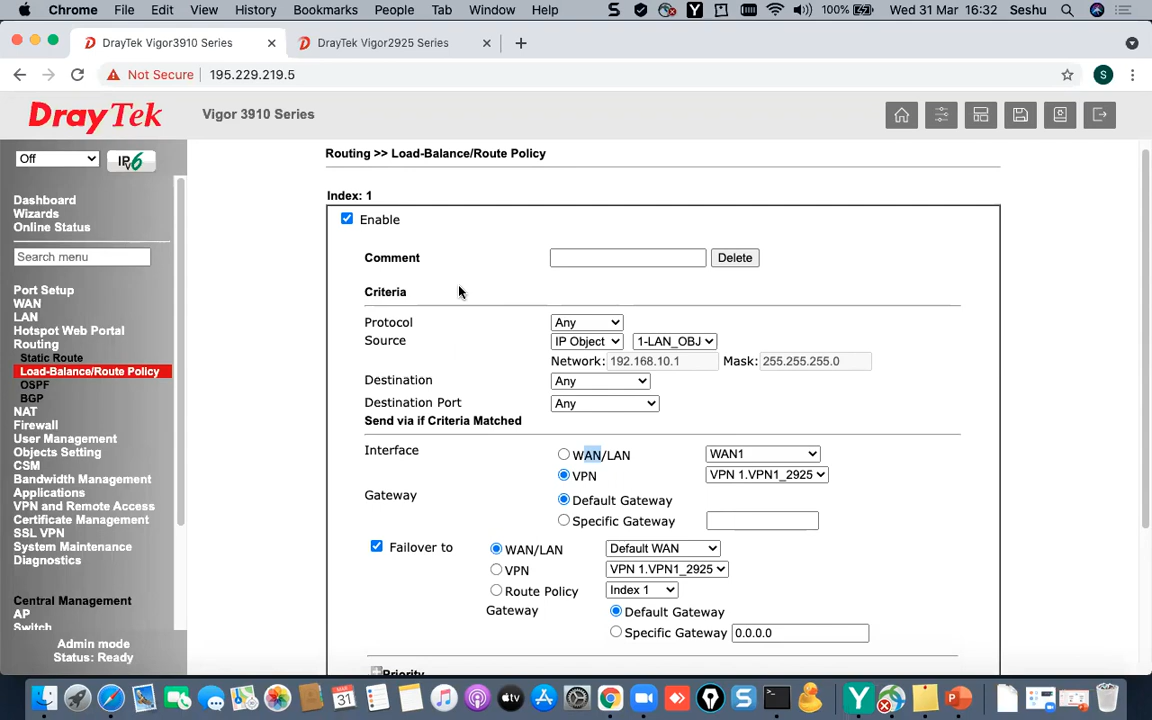 Chrome File Edit View History Bookmarks People Tab Window Help 100% Wed 31 Mar 16:32 Seshu
DrayTek Vigor3910 Series DrayTek Vigor2925 Series
Not Secure 195.229.219.5 S
DrayTek Vigor 3910 Series
Off IPv6
Dashboard
Wizards
Online Status
Search menu
Port Setup
WAN
LAN
Hotspot Web Portal
Routing
Static Route
Load-Balance/Route Policy
OSPF
BGP
NAT
Firewall
User Management
Objects Setting
CSM
Bandwidth Management
Applications
VPN and Remote Access
Certificate Management
SSL VPN
System Maintenance
Diagnostics
Central Management
AP
Switch
Admin mode
Status: Ready
Routing >> Load-Balance/Route Policy
Index: 1
Enable
Comment Delete
Criteria
Protocol Any
Source IP Object 1-LAN_OBJ
Network: 192.168.10.1 Mask: 255.255.255.0
Destination Any
Destination Port Any
Send via if Criteria Matched
Interface WAN/LAN WAN1
VPN VPN 1.VPN1_2925
Gateway Default Gateway
Specific Gateway
Failover to WAN/LAN Default WAN
VPN VPN 1.VPN1_2925
Route Policy Index 1
Gateway Default Gateway
Specific Gateway 0.0.0.0
Priority